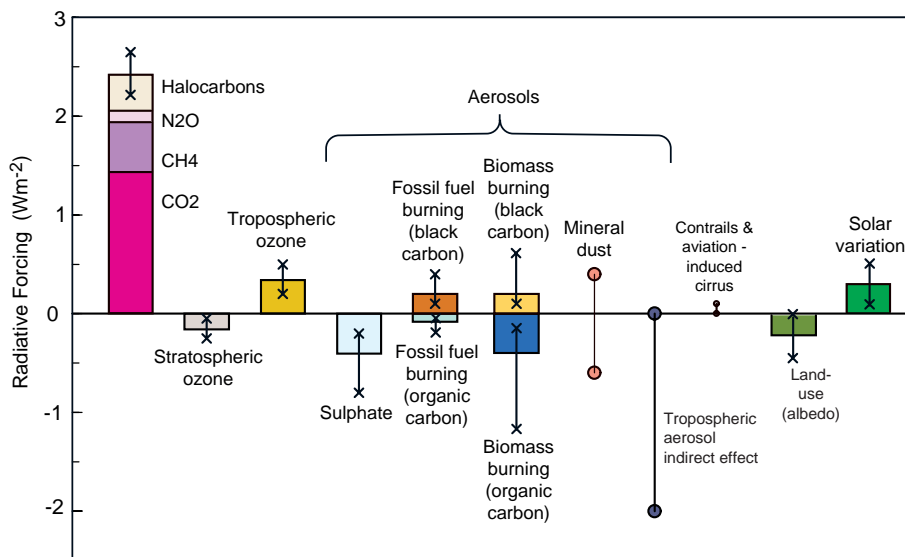 3
2
1
0
-1
-2
Radiative Forcing (Wm-2)
Halocarbons
N2O
CH4
CO2
Aerosols
Stratospheric
ozone
Tropospheric
ozone
Sulphate
Fossil fuel
burning
(black
carbon)
Fossil fuel
burning
(organic
carbon)
Biomass
burning
(black
carbon)
Biomass
burning
(organic
carbon)
Mineral
dust
Tropospheric
aerosol
indirect effect
Contrails &
aviation -
induced
cirrus
Land-
use
(albedo)
Solar
variation